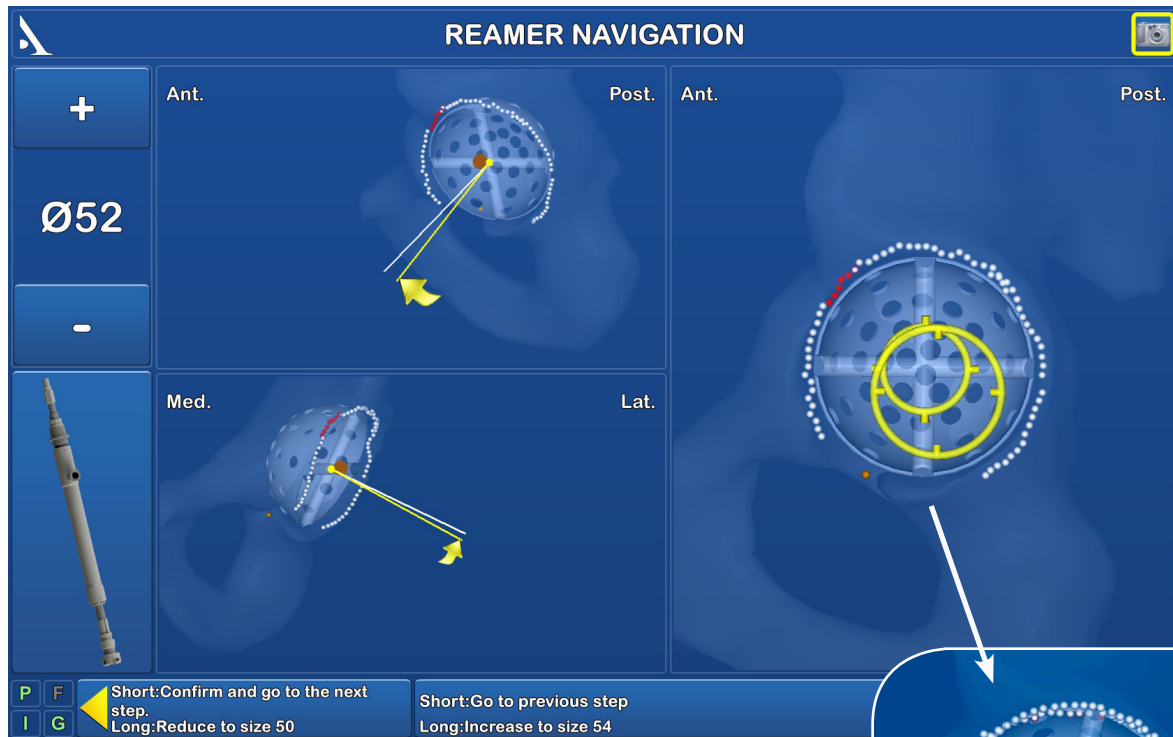 REAMER NAVIGATION
+
Ant.
Post.
Ant.
Post.
Ø52
-
Med.
Lat.
P F
I G
Short:Confirm and go to the next
step.
Long:Reduce to size 50
Short:Go to previous step
Long:Increase to size 54